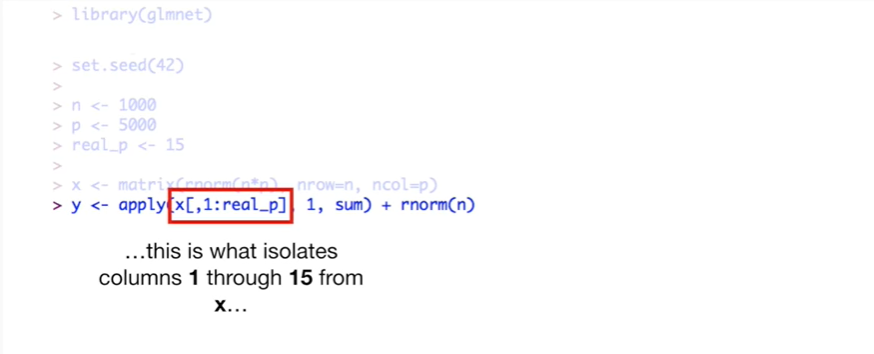 > library(glmnet)
> set.seed(42)
>
> n <- 1000
> p <- 5000
> real_p <- 15
>
> x <- matrix(rnorm(n*p), nrow=n, ncol=p)
> y <- apply(x[,1:real_p], 1, sum) + rnorm(n)
…this is what isolates
columns 1 through 15 from
x…